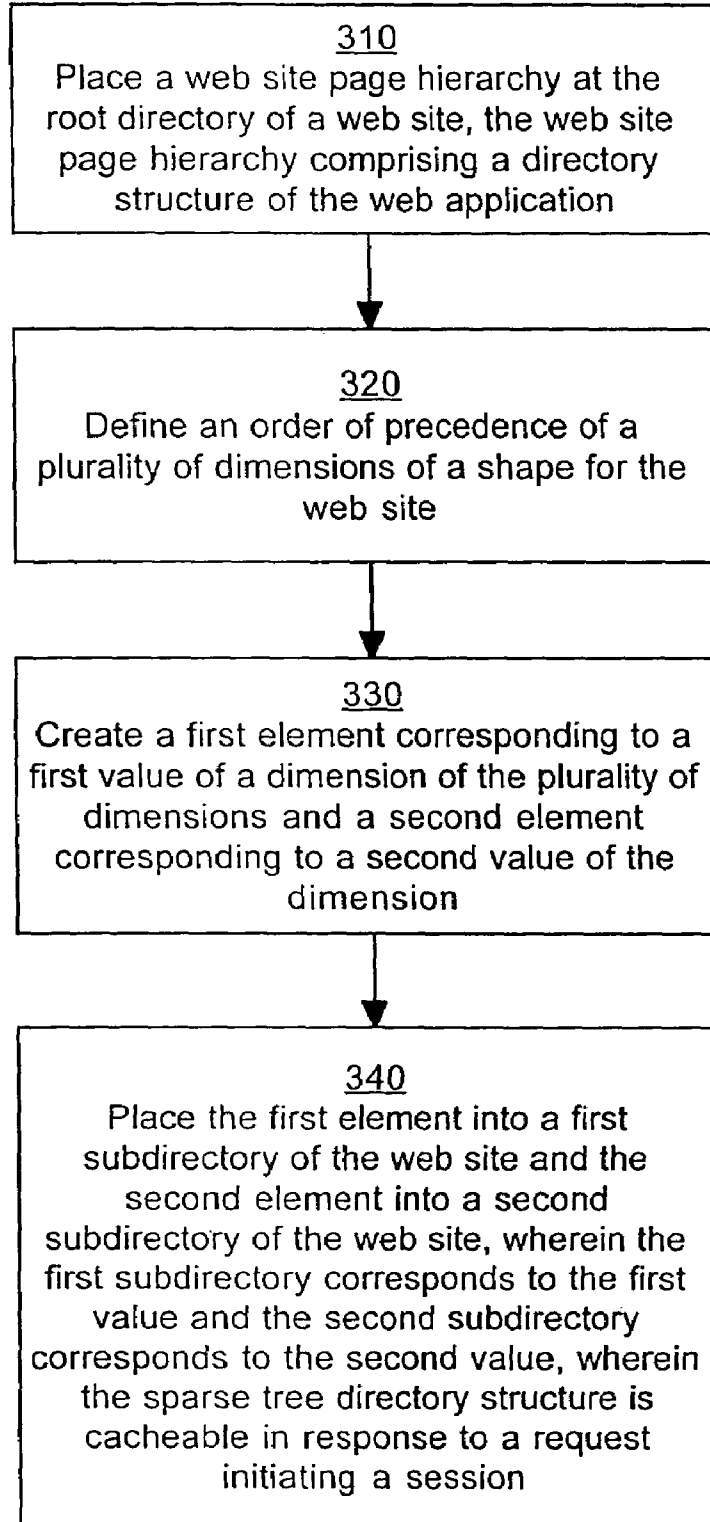 310
Place a web site page hierarchy at the
root directory of a web site, the web site
page hierarchy comprising a directory
structure of the web application
320
Define an order of precedence of a
plurality of dimensions of a shape for the
web site
330
Create a first element corresponding to a
first value of a dimension of the plurality of
dimensions and a second element
corresponding to a second value of the
dimension
340
Place the first element into a first
subdirectory of the web site and the
second element into a second
subdirectory of the web site, wherein the
first subdirectory corresponds to the first
value and the second subdirectory
corresponds to the second value, wherein
the sparse tree directory structure is
cacheable in response to a request
initiating a session